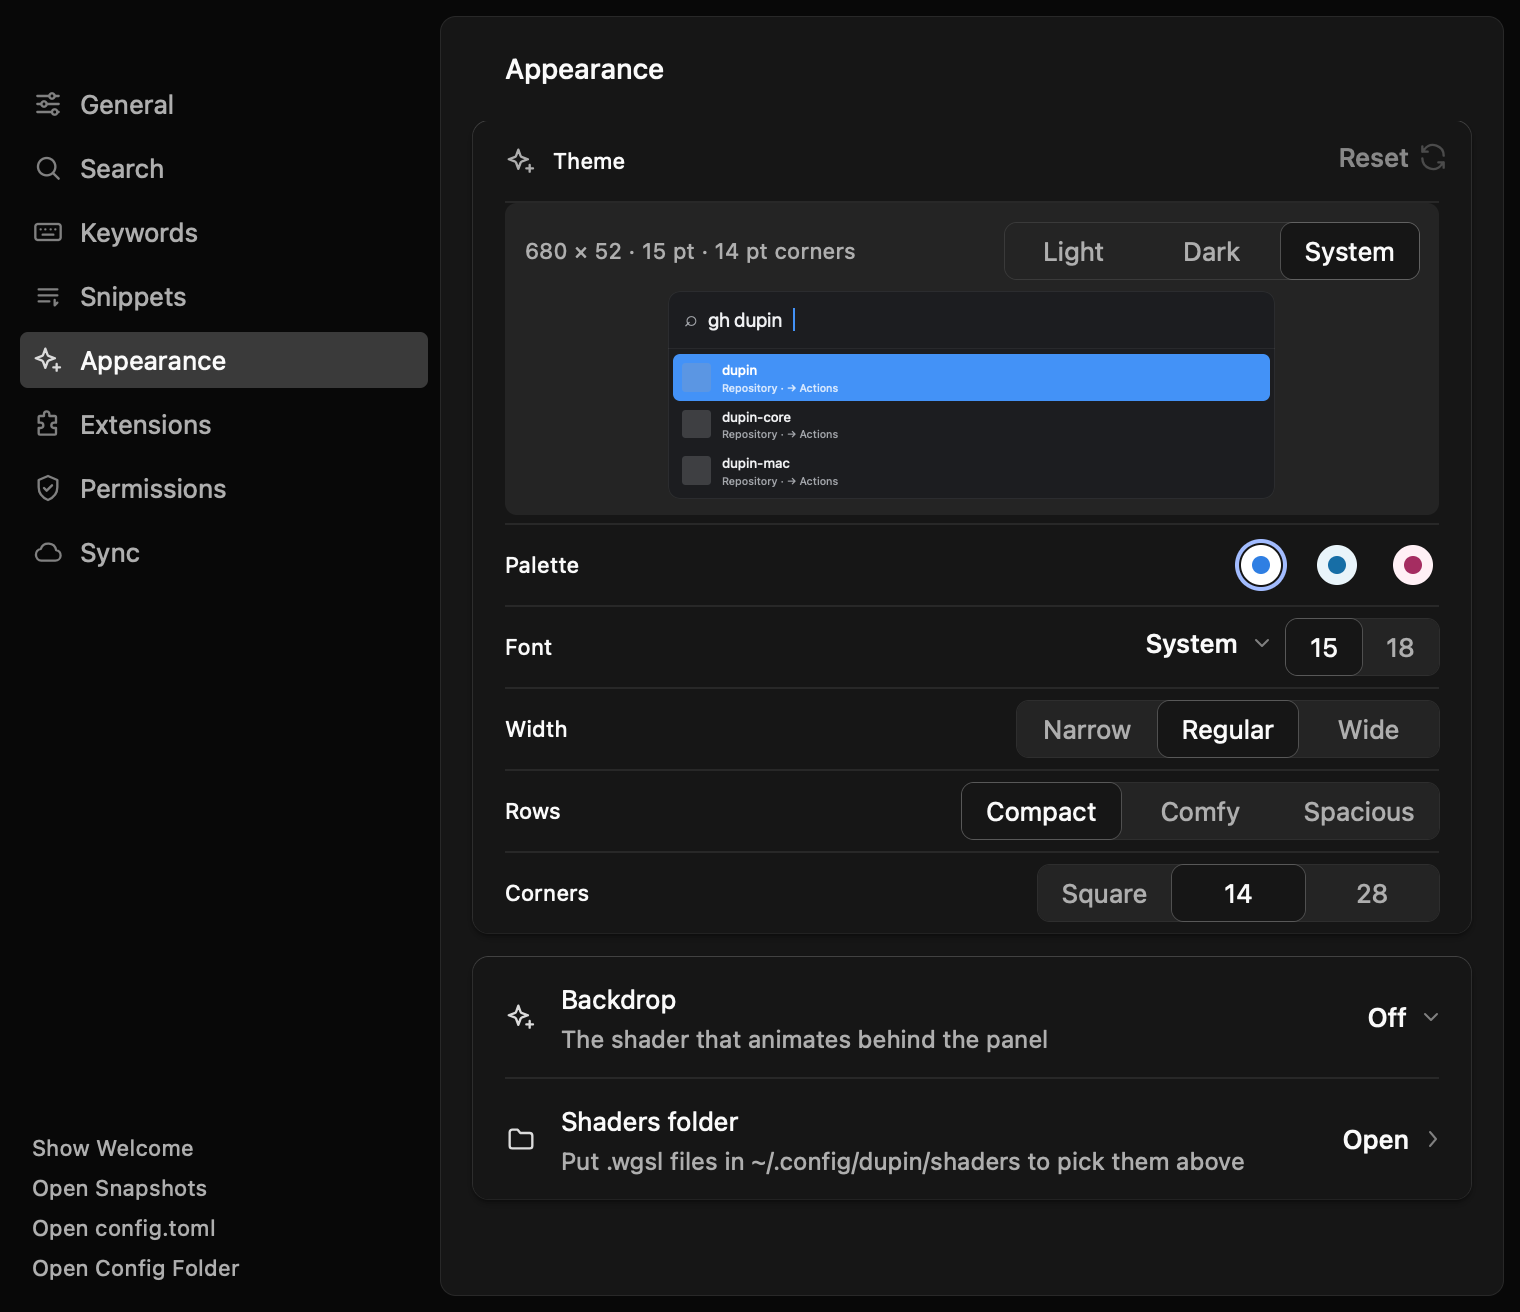 General
Search
Keywords
Snippets
Appearance
Extensions
Permissions
Sync
Show Welcome
Open Snapshots
Open config.toml
Open Config Folder
Appearance
Theme
Reset
680 × 52 · 15 pt · 14 pt corners
Light Dark System
gh dupin
dupin
Repository · → Actions
dupin-core
Repository · → Actions
dupin-mac
Repository · → Actions
Palette
Font System 15 18
Width Narrow Regular Wide
Rows Compact Comfy Spacious
Corners Square 14 28
Backdrop
The shader that animates behind the panel
Off
Shaders folder
Put .wgsl files in ~/.config/dupin/shaders to pick them above
Open